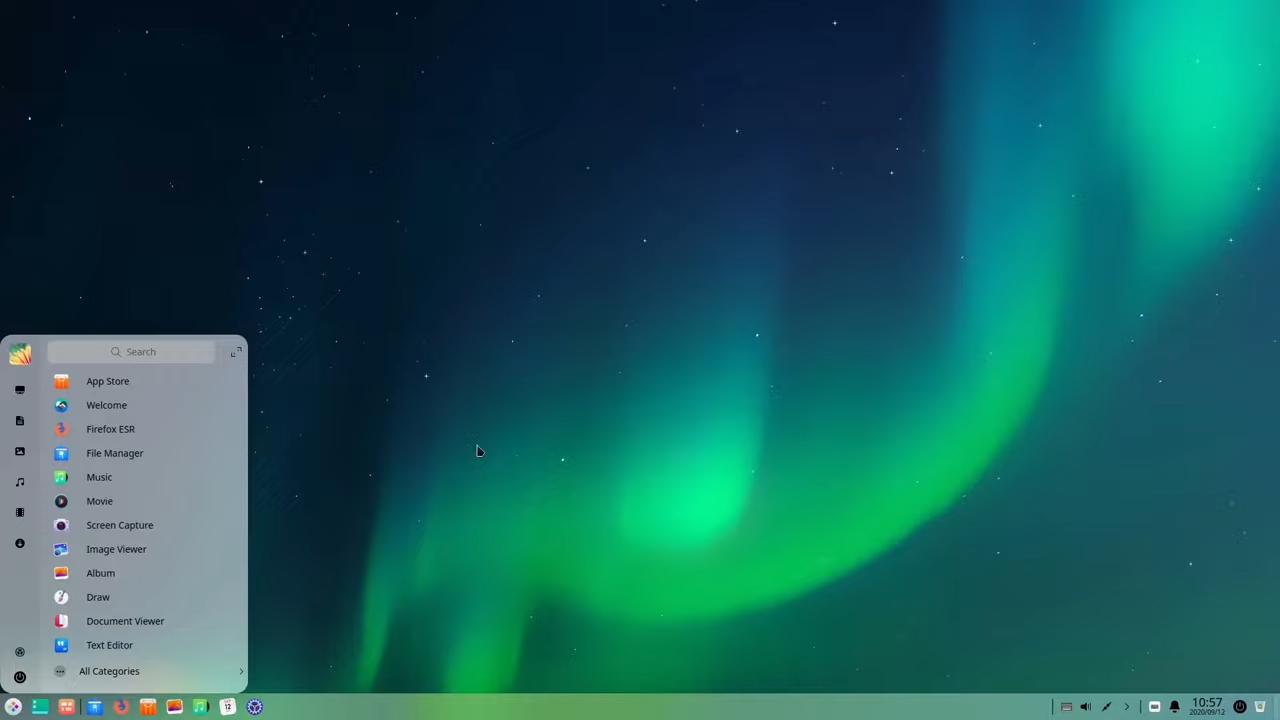 Search
App Store
Welcome
Firefox ESR
File Manager
Music
Movie
Screen Capture
Image Viewer
Album
Draw
Document Viewer
Text Editor
All Categories
12
10:57
2020/09/12